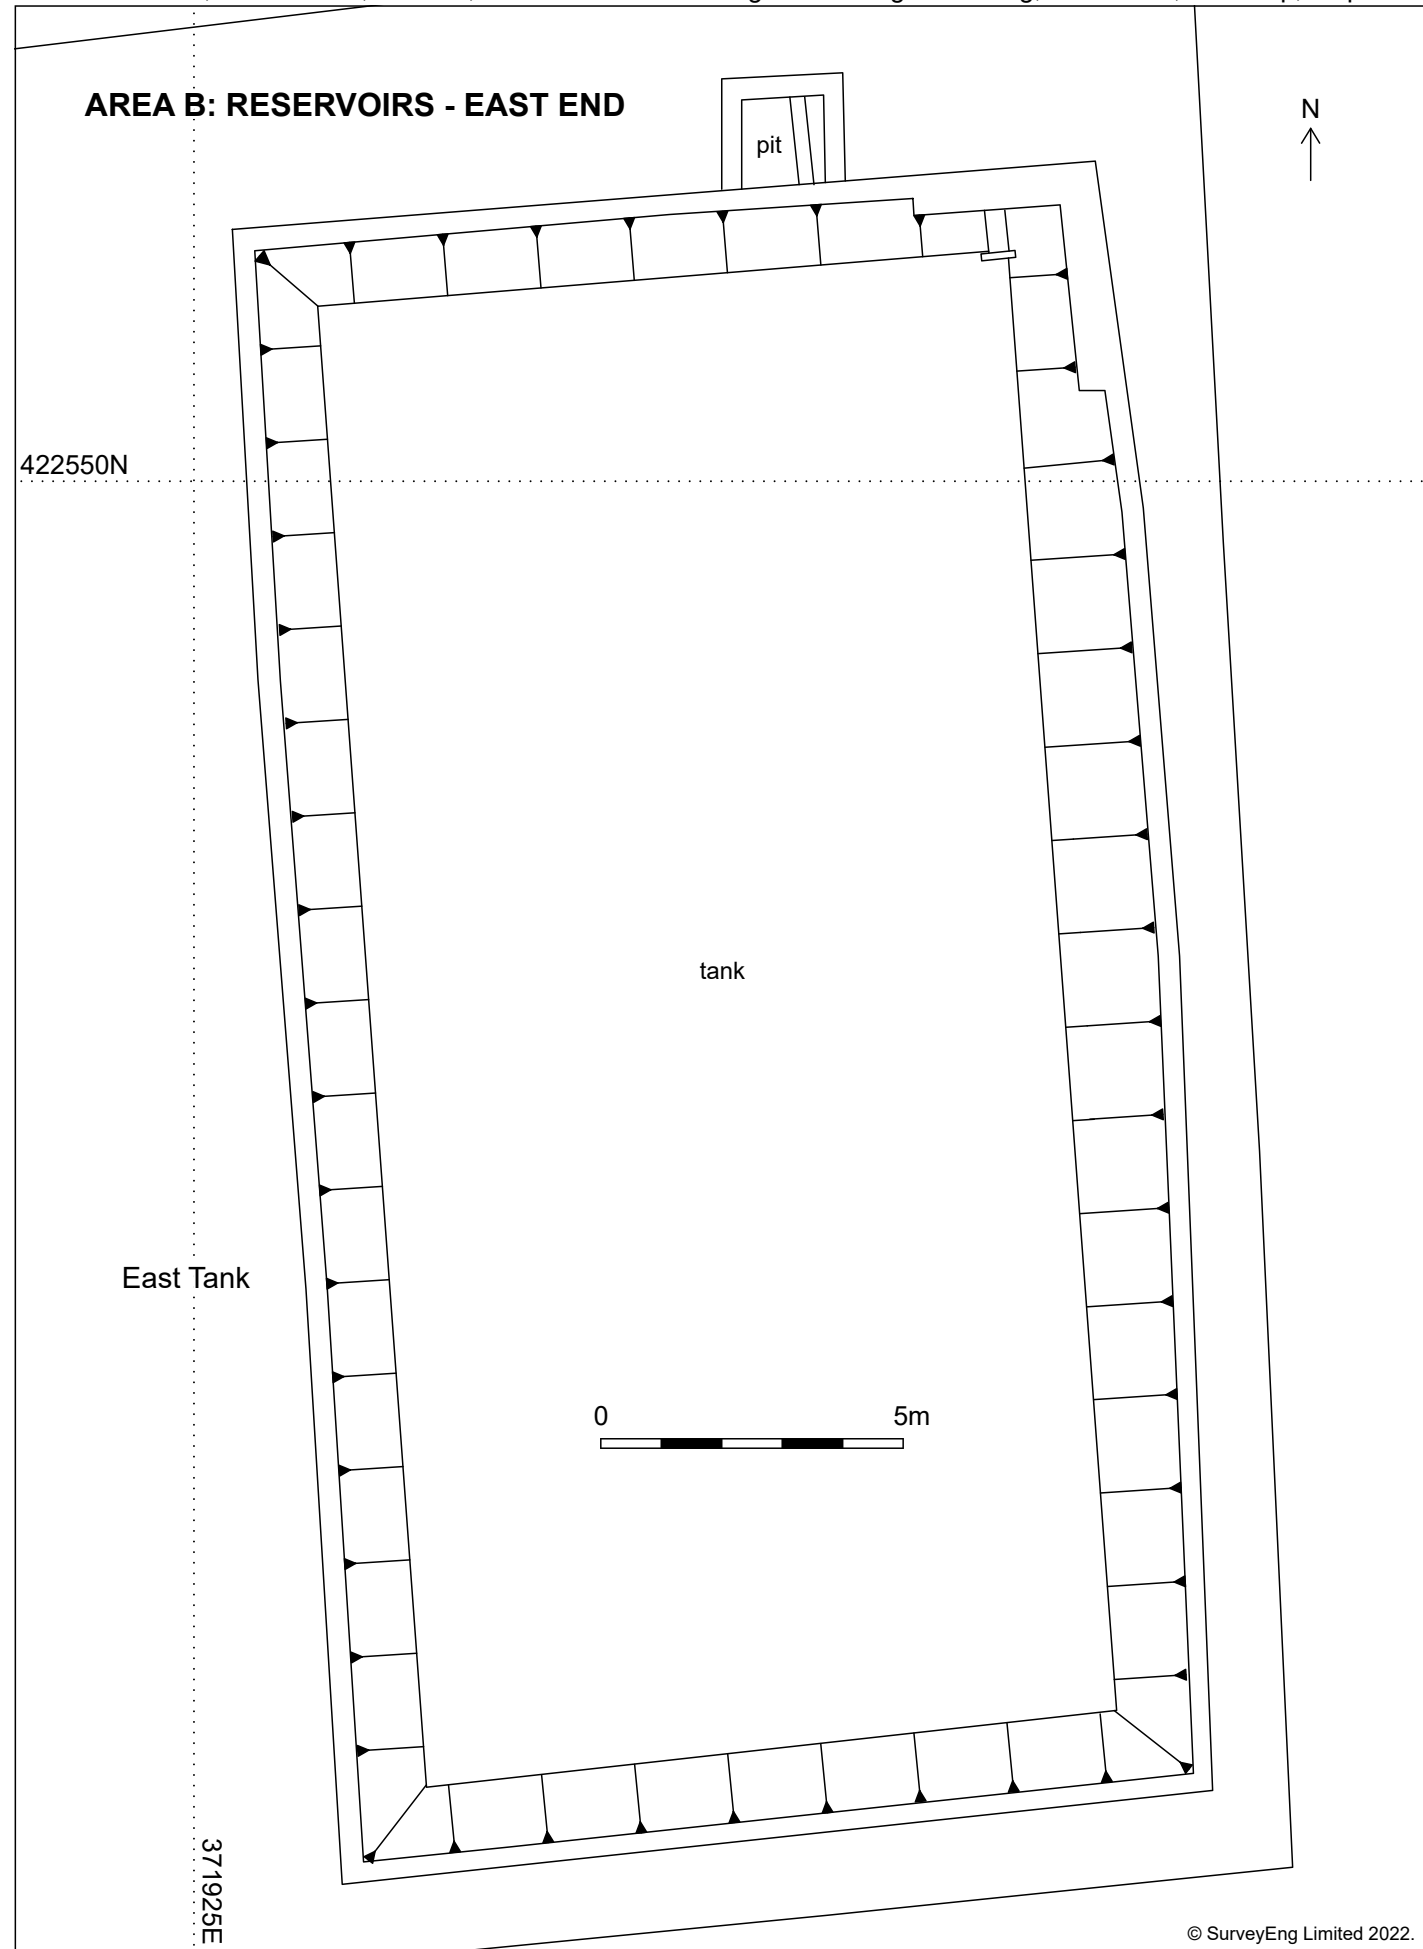 AREA B: RESERVOIRS - EAST END
N
pit
422550N
tank
East Tank
0 5m
371925E
© SurveyEng Limited 2022.